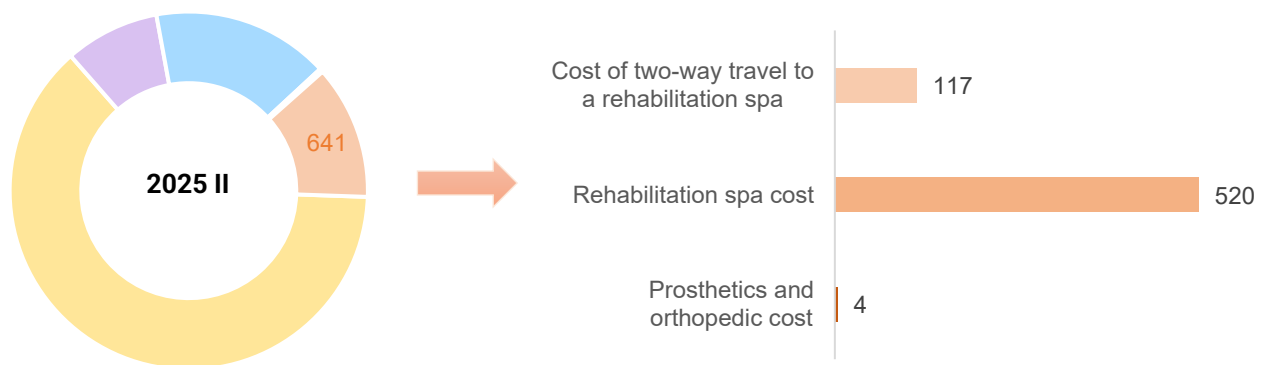 641
2025 II
Cost of two-way travel to
a rehabilitation spa
117
Rehabilitation spa cost
520
Prosthetics and
orthopedic cost
4